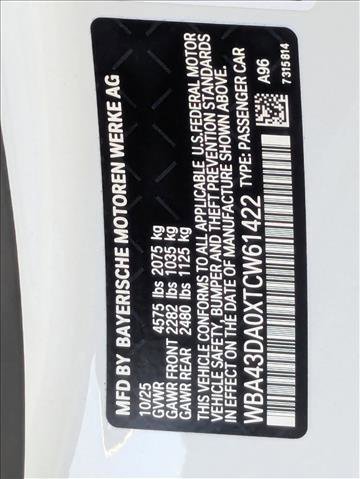 MFD BY BAYERISCHE MOTOREN WERKE AG
10/25
GVWR 4575 lbs 2075 kg
GAWR FRONT 2282 lbs 1035 kg
GAWR REAR 2480 lbs 1125 kg
THIS VEHICLE CONFORMS TO ALL APPLICABLE U.S. FEDERAL MOTOR
VEHICLE SAFETY, BUMPER AND THEFT PREVENTION STANDARDS
IN EFFECT ON THE DATE OF MANUFACTURE SHOWN ABOVE.
TYPE: PASSENGER CAR
WBA43DA0XTCW61422
A96
7315814